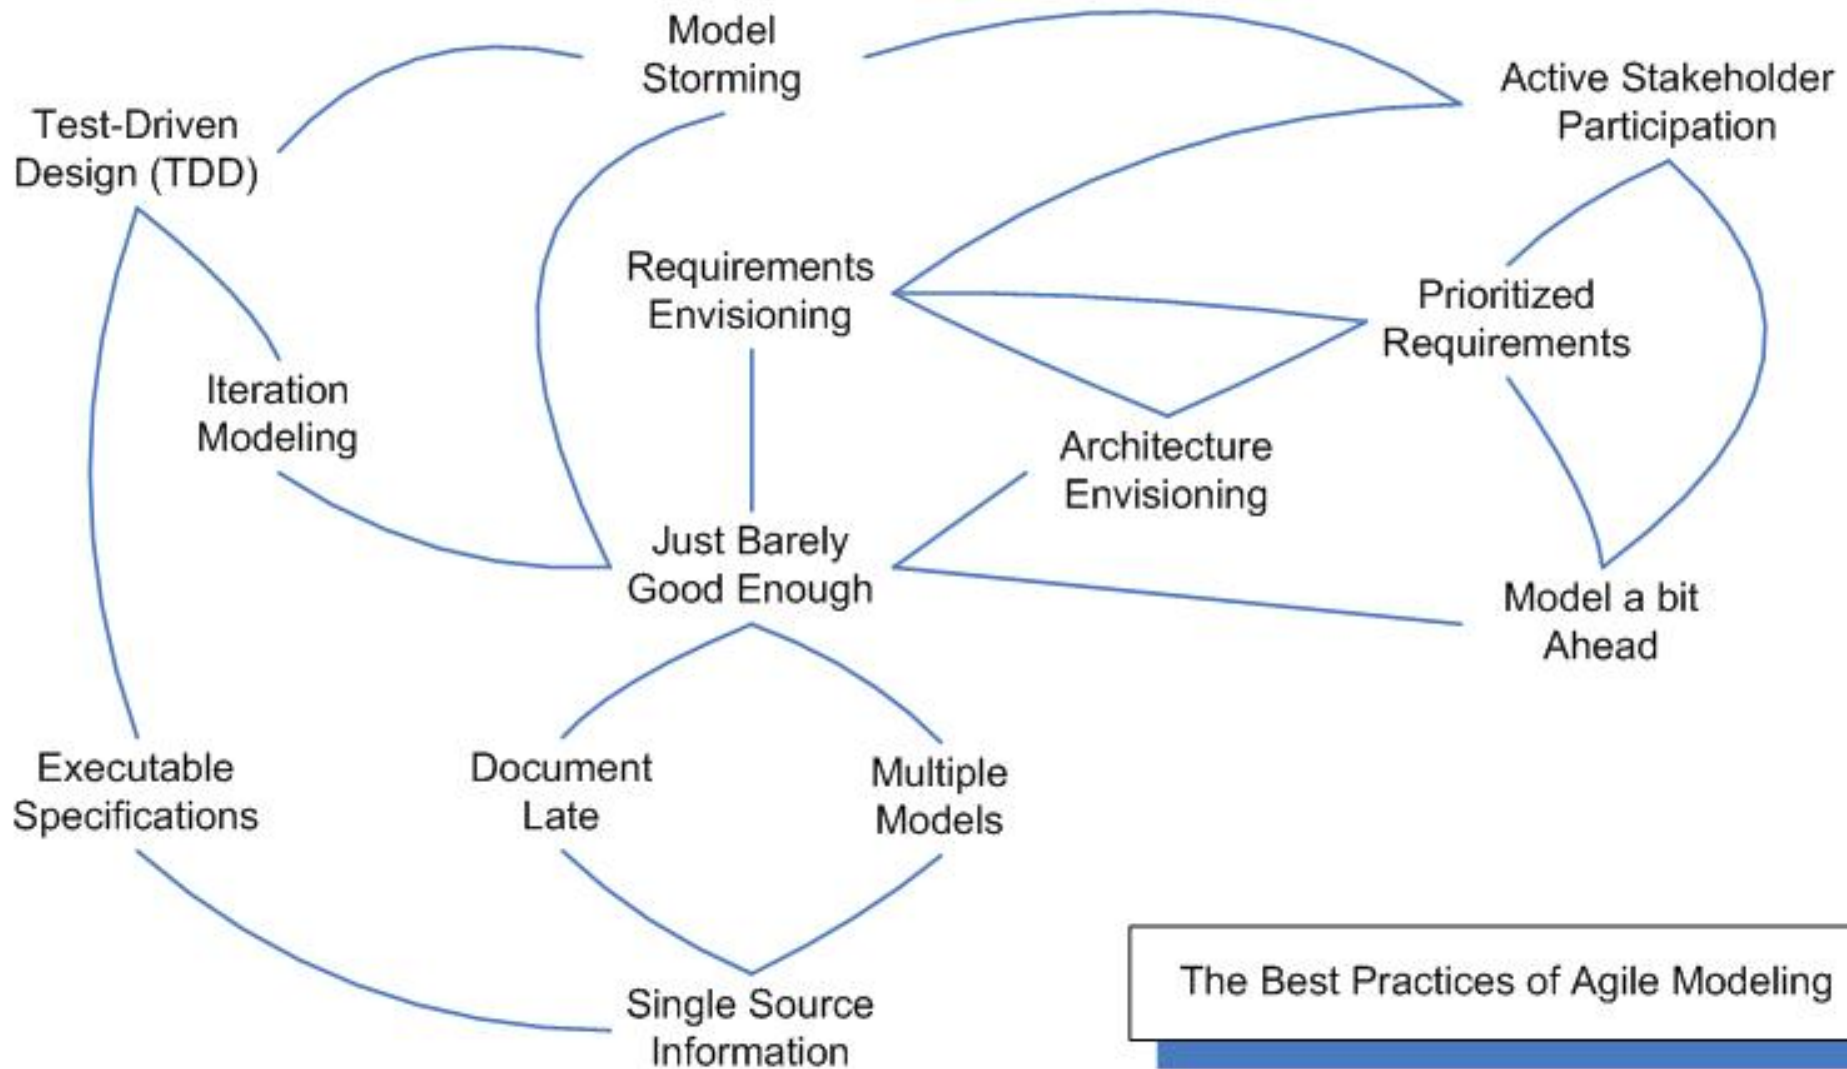 Model
Storming
Active Stakeholder
Participation
Test-Driven
Design (TDD)
Requirements
Envisioning
Prioritized
Requirements
Iteration
Modeling
Architecture
Envisioning
Just Barely
Good Enough
Model a bit
Ahead
Executable
Specifications
Document
Late
Multiple
Models
Single Source
Information
The Best Practices of Agile Modeling